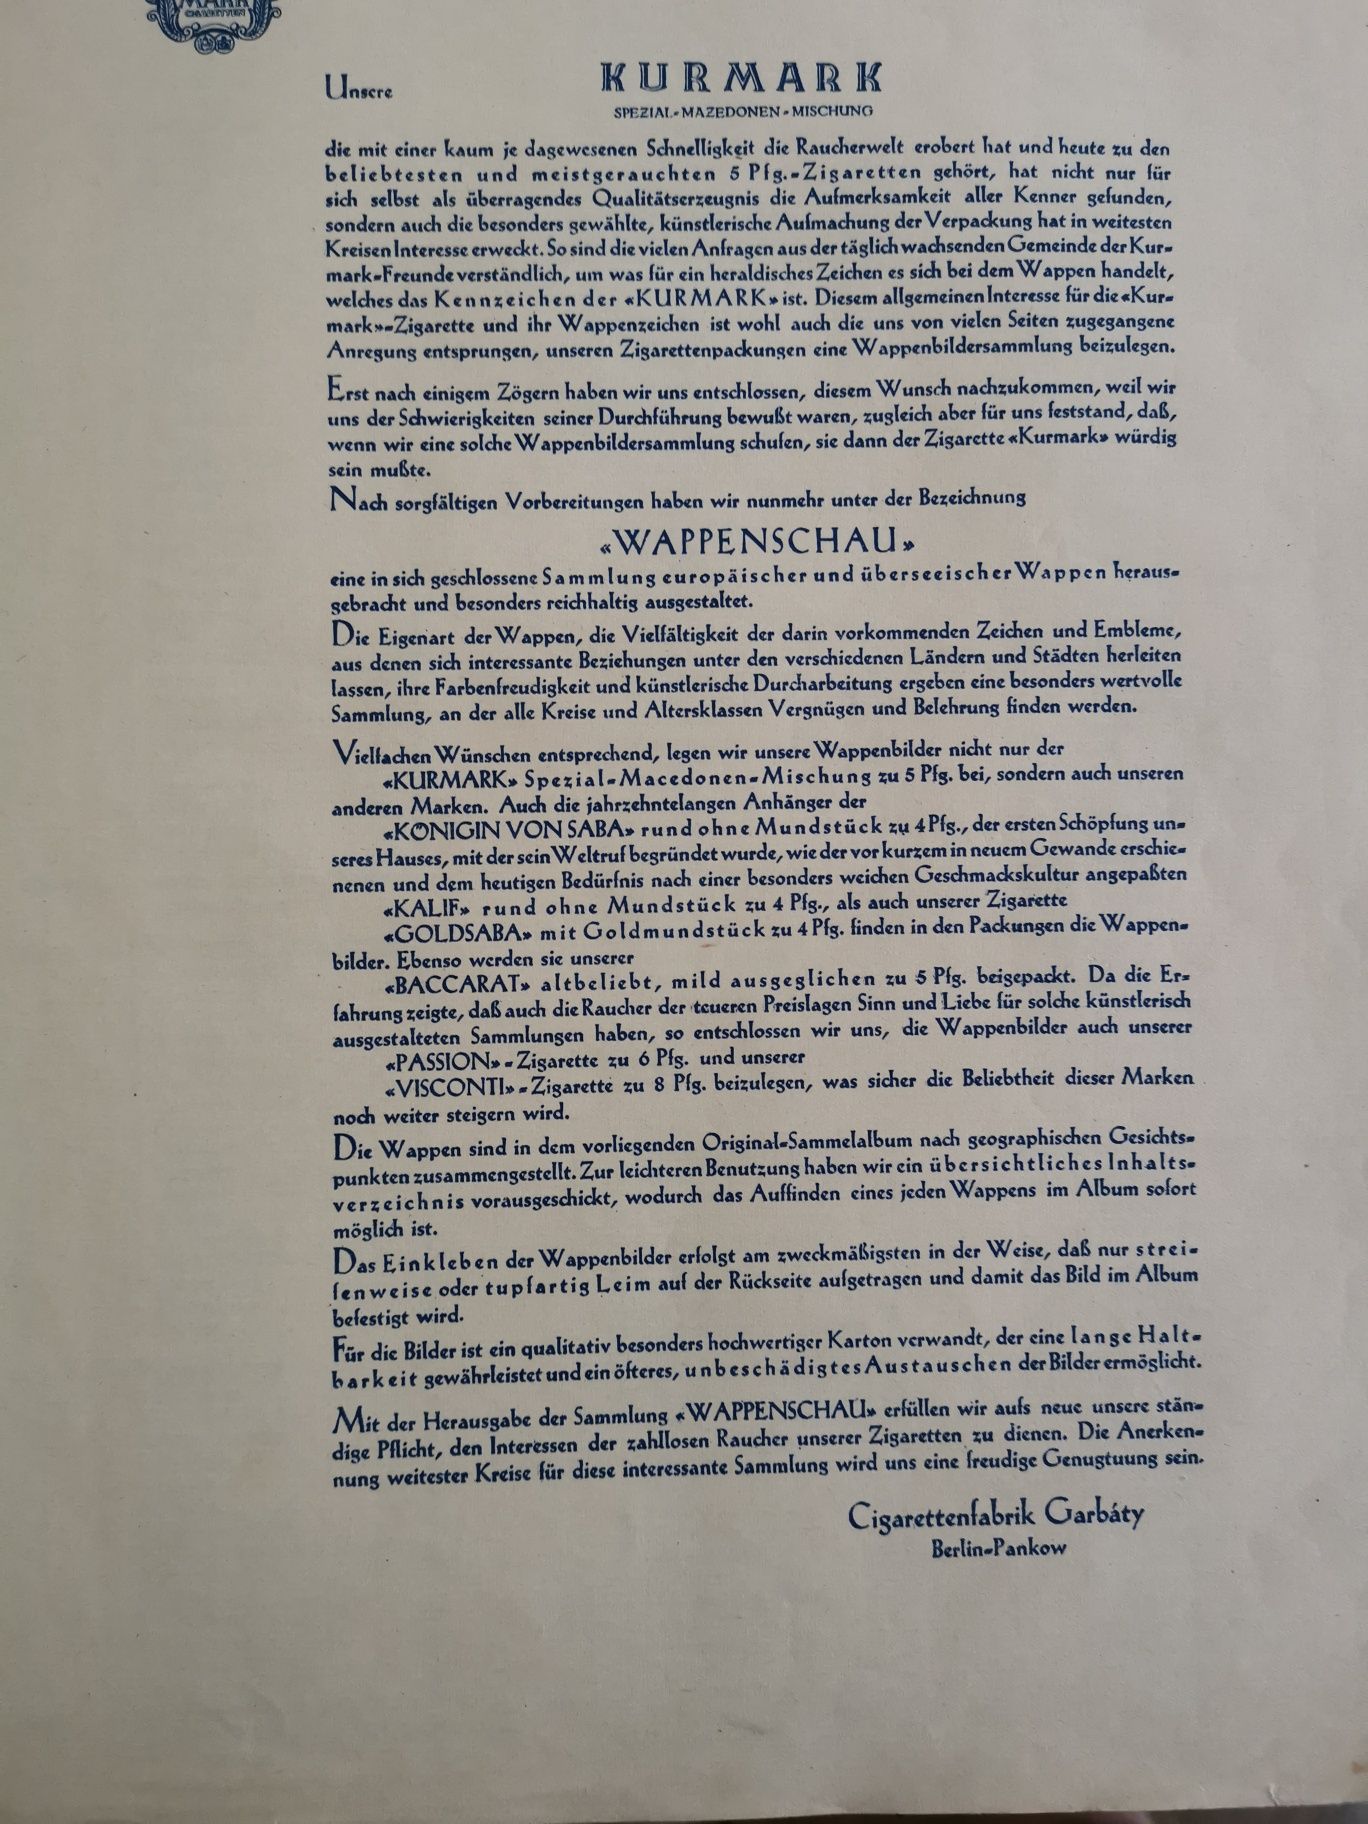 MARK
CIGARETTEN
Unsere
KURMARK
SPEZIAL-MAZEDONEN-MISCHUNG
die mit einer kaum je dagewesenen Schnelligkeit die Raucherwelt erobert hat und heute zu den
beliebtesten und meistgerauchten 5 Pfg.-Zigaretten gehört, hat nicht nur für
sich selbst als überragendes Qualitätserzeugnis die Aufmerksamkeit aller Kenner gefunden,
sondern auch die besonders gewählte, künstlerische Aufmachung der Verpackung hat in weitesten
Kreisen Interesse erweckt. So sind die vielen Anfragen aus der täglich wachsenden Gemeinde der Kur-
mark-Freunde verständlich, um was für ein heraldisches Zeichen es sich bei dem Wappen handelt,
welches das Kennzeichen der «KURMARK» ist. Diesem allgemeinen Interesse für die «Kur-
mark»-Zigarette und ihr Wappenzeichen ist wohl auch die uns von vielen Seiten zugegangene
Anregung entsprungen, unseren Zigarettenpackungen eine Wappenbildersammlung beizulegen.
Erst nach einigem Zögern haben wir uns entschlossen, diesem Wunsch nachzukommen, weil wir
uns der Schwierigkeiten seiner Durchführung bewußt waren, zugleich aber für uns feststand, daß,
wenn wir eine solche Wappenbildersammlung schufen, sie dann der Zigarette «Kurmark» würdig
sein mußte.
Nach sorgfältigen Vorbereitungen haben wir nunmehr unter der Bezeichnung
«WAPPENSCHAU»
eine in sich geschlossene Sammlung europäischer und überseeischer Wappen heraus-
gebracht und besonders reichhaltig ausgestaltet.
Die Eigenart der Wappen, die Vielfältigkeit der darin vorkommenden Zeichen und Embleme,
aus denen sich interessante Beziehungen unter den verschiedenen Ländern und Städten herleiten
lassen, ihre Farbenfreudigkeit und künstlerische Durcharbeitung ergeben eine besonders wertvolle
Sammlung, an der alle Kreise und Altersklassen Vergnügen und Belehrung finden werden.
Vielfachen Wünschen entsprechend, legen wir unsere Wappenbilder nicht nur der
«KURMARK» Spezial-Macedonen-Mischung zu 5 Pfg. bei, sondern auch unseren
anderen Marken. Auch die jahrzehntelangen Anhänger der
«KÖNIGIN VON SABA» rund ohne Mundstück zu 4 Pfg., der ersten Schöpfung un-
seres Hauses, mit der sein Weltruf begründet wurde, wie der vor kurzem in neuem Gewande erschie-
nenen und dem heutigen Bedürfnis nach einer besonders weichen Geschmackskultur angepaßten
«KALIF» rund ohne Mundstück zu 4 Pfg., als auch unserer Zigarette
«GOLDSABA» mit Goldmundstück zu 4 Pfg. finden in den Packungen die Wappen-
bilder. Ebenso werden sie unserer
«BACCARAT» altbeliebt, mild ausgeglichen zu 5 Pfg. beigepackt. Da die Er-
fahrung zeigte, daß auch die Raucher der teueren Preislagen Sinn und Liebe für solche künstlerisch
ausgestalteten Sammlungen haben, so entschlossen wir uns, die Wappenbilder auch unserer
«PASSION»-Zigarette zu 6 Pfg. und unserer
«VISCONTI»-Zigarette zu 8 Pfg. beizulegen, was sicher die Beliebtheit dieser Marken
noch weiter steigern wird.
Die Wappen sind in dem vorliegenden Original-Sammelalbum nach geographischen Gesichts-
punkten zusammengestellt. Zur leichteren Benutzung haben wir ein übersichtliches Inhalts-
verzeichnis vorausgeschickt, wodurch das Auffinden eines jeden Wappens im Album sofort
möglich ist.
Das Einkleben der Wappenbilder erfolgt am zweckmäßigsten in der Weise, daß nur strei-
fenweise oder tupfartig Leim auf der Rückseite aufgetragen und damit das Bild im Album
befestigt wird.
Für die Bilder ist ein qualitativ besonders hochwertiger Karton verwandt, der eine lange Halt-
barkeit gewährleistet und ein öfteres, unbeschädigtes Austauschen der Bilder ermöglicht.
Mit der Herausgabe der Sammlung «WAPPENSCHAU» erfüllen wir aufs neue unsere stän-
dige Pflicht, den Interessen der zahllosen Raucher unserer Zigaretten zu dienen. Die Anerken-
nung weitester Kreise für diese interessante Sammlung wird uns eine freudige Genugtuung sein.
Cigarettenfabrik Garbáty
Berlin-Pankow